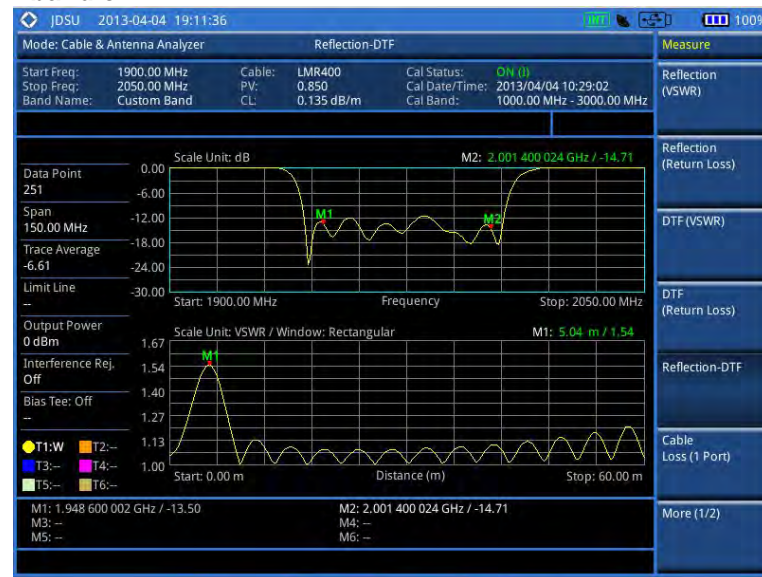 JDSU 2013-04-04 19:11:36 INT 100%
Mode: Cable & Antenna Analyzer Reflection-DTF Measure
Start Freq: 1900.00 MHz Cable: LMR400 Cal Status: ON (I)
Stop Freq: 2050.00 MHz PV: 0.850 Cal Date/Time: 2013/04/04 10:29:02
Band Name: Custom Band CL: 0.135 dB/m Cal Band: 1000.00 MHz - 3000.00 MHz
Reflection
(VSWR)
Reflection
(Return Loss)
DTF (VSWR)
DTF
(Return Loss)
Reflection-DTF
Cable
Loss (1 Port)
More (1/2)
Data Point
251
Span
150.00 MHz
Trace Average
-6.61
Limit Line
--
Output Power
0 dBm
Interference Rej.
Off
Bias Tee: Off
--
T1:W T2:--
T3:-- T4:--
T5:-- T6:--
Scale Unit: dB M2: 2.001 400 024 GHz / -14.71
0.00
-6.00
-12.00
-18.00
-24.00
-30.00
M1 M2
Start: 1900.00 MHz Frequency Stop: 2050.00 MHz
Scale Unit: VSWR / Window: Rectangular M1: 5.04 m / 1.54
1.67
1.54
1.40
1.27
1.13
1.00
M1
Start: 0.00 m Distance (m) Stop: 60.00 m
M1: 1.948 600 002 GHz / -13.50 M2: 2.001 400 024 GHz / -14.71
M3: -- M4: --
M5: -- M6: --